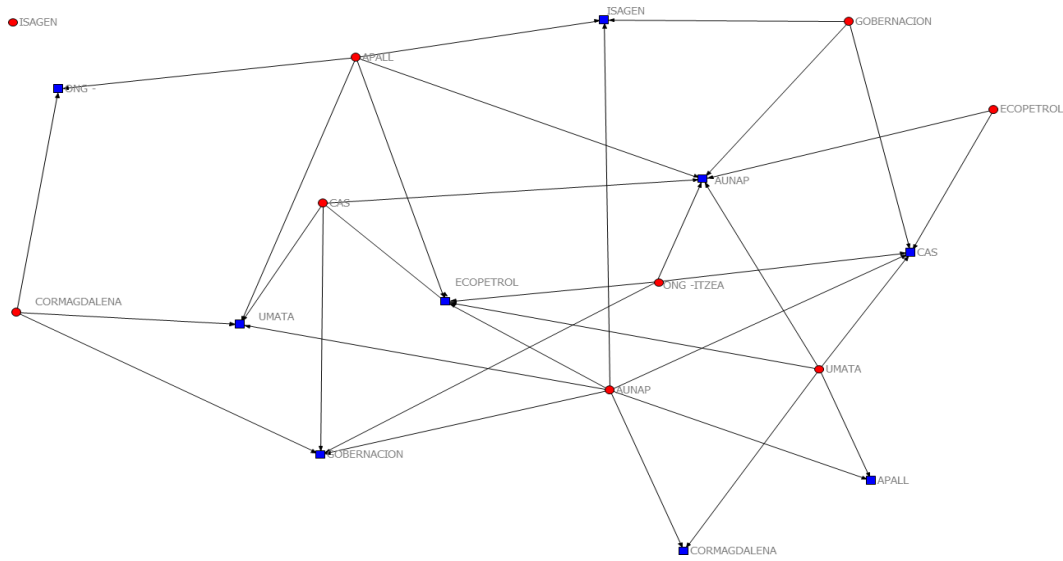 ISAGEN
ISAGEN
GOBERNACION
APALL
ONG -
ECOPETROL
AUNAP
CAS
CAS
ECOPETROL
ONG -ITZEA
CORMAGDALENA
UMATA
UMATA
AUNAP
GOBERNACION
APALL
CORMAGDALENA